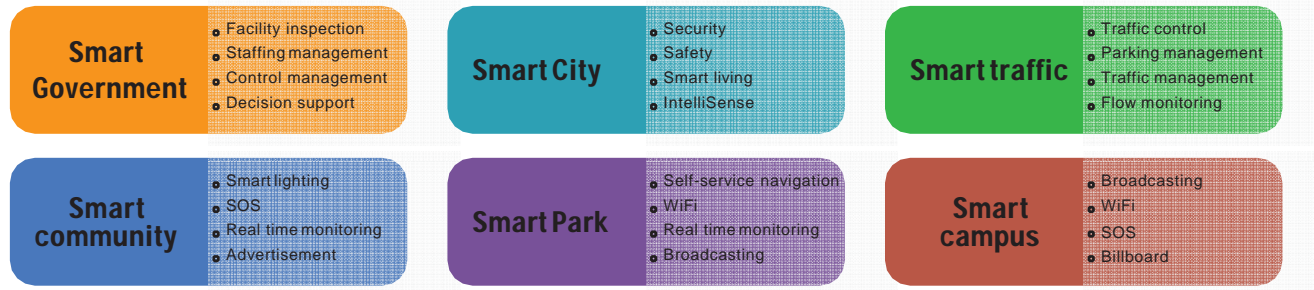 Smart
Government
Facility inspection
Staffing management
Control management
Decision support
Smart City
Security
Safety
Smart living
IntelliSense
Smart traffic
Traffic control
Parking management
Traffic management
Flow monitoring
Smart
community
Smart lighting
SOS
Real time monitoring
Advertisement
Smart Park
Self-service navigation
WiFi
Real time monitoring
Broadcasting
Smart
campus
Broadcasting
WiFi
SOS
Billboard